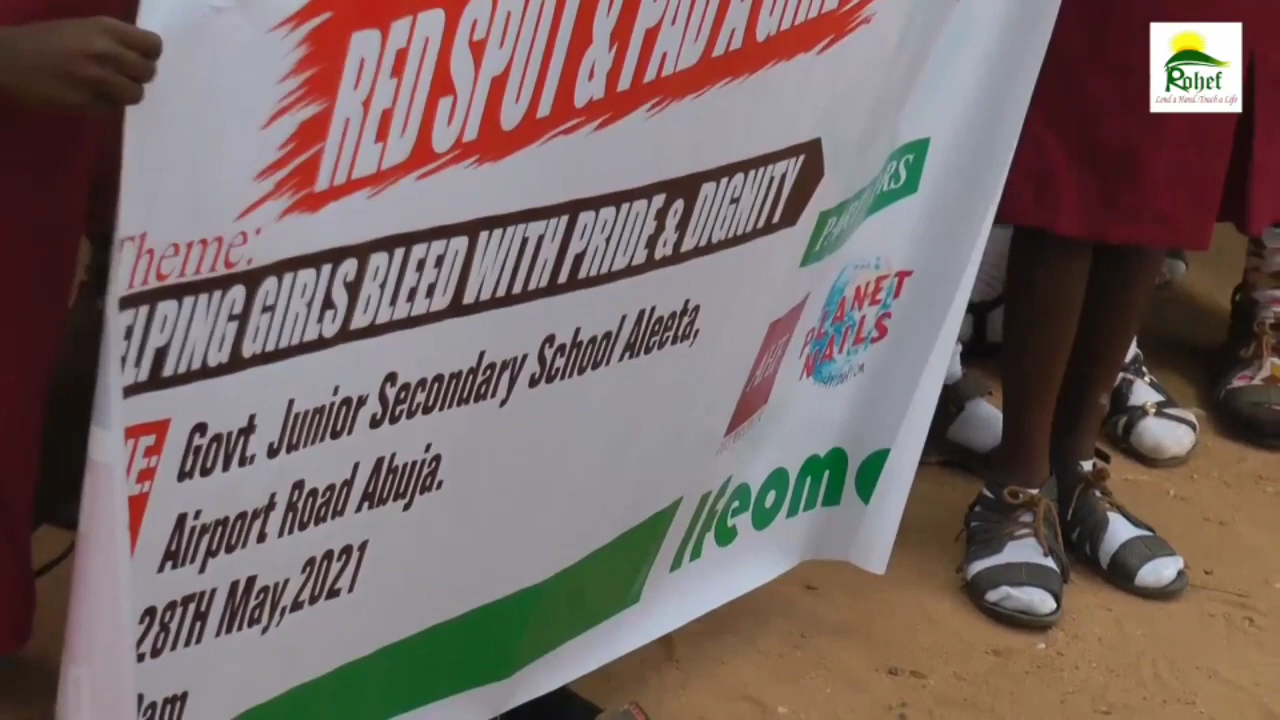 RED SPOT & PAD A GIRL
Theme:
ELPING GIRLS BLEED WITH PRIDE & DIGNITY
Govt. Junior Secondary School Aleeta,
Airport Road Abuja.
28TH May,2021
PARTNERS
PLANET
NAILS
Ifeoma
Rohef
Lend a Hand, Touch a Life